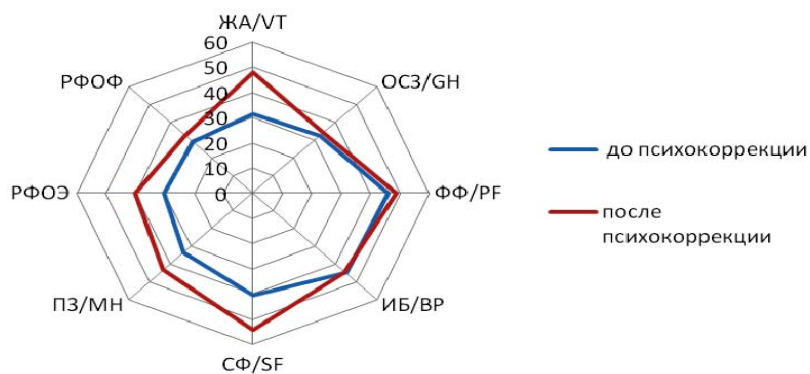 ЖА/VT
60
50
40
30
20
10
0
ОСЗ/GH
ФФ/PF
ИБ/BP
СФ/SF
ПЗ/MH
РФОЭ
РФОФ
до психокоррекции
после
психокоррекции